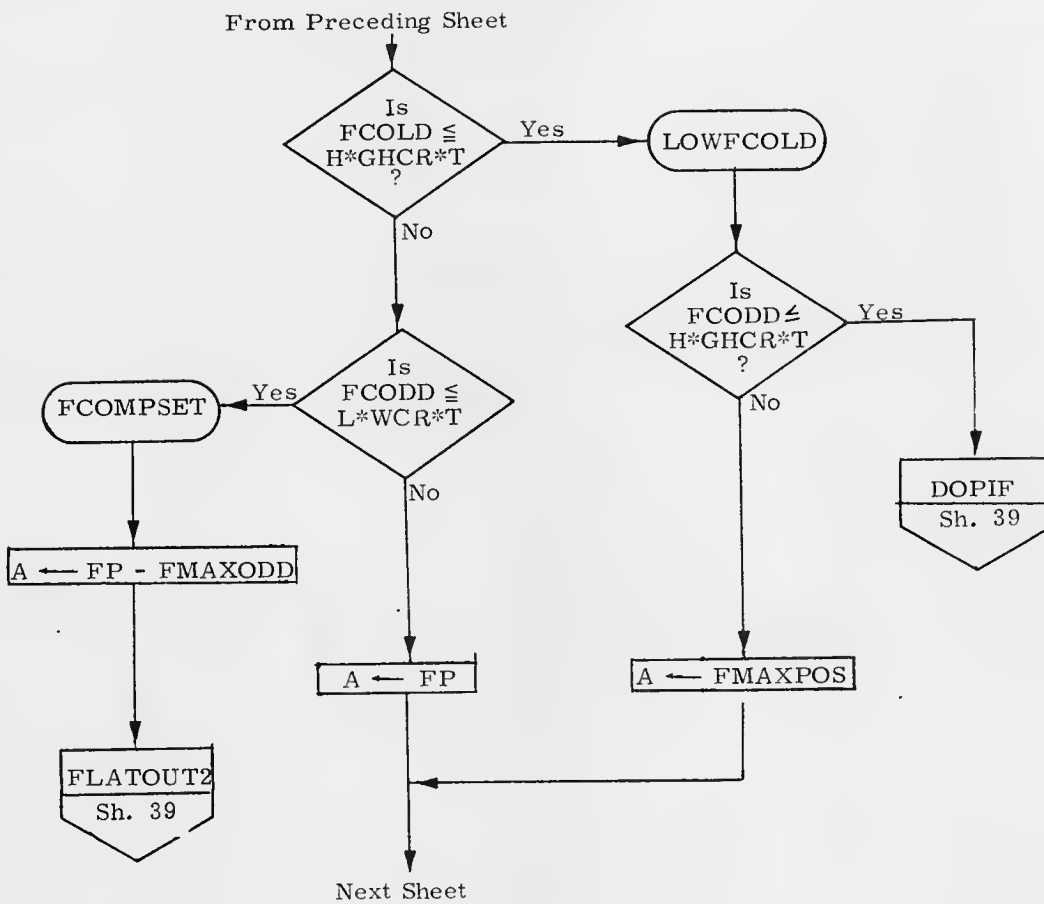 From Preceding Sheet
Is
FCOLD ≦
H*GHCR*T
?
Yes
LOWFCOLD
No
Is
FCODD ≦
H*GHCR*T
?
Yes
No
Is
FCODD ≦
L*WCR*T
Yes
FCOMPSET
No
DOPIF
Sh. 39
A ← FP - FMAXODD
A ← FP
A ← FMAXPOS
FLATOUT2
Sh. 39
Next Sheet